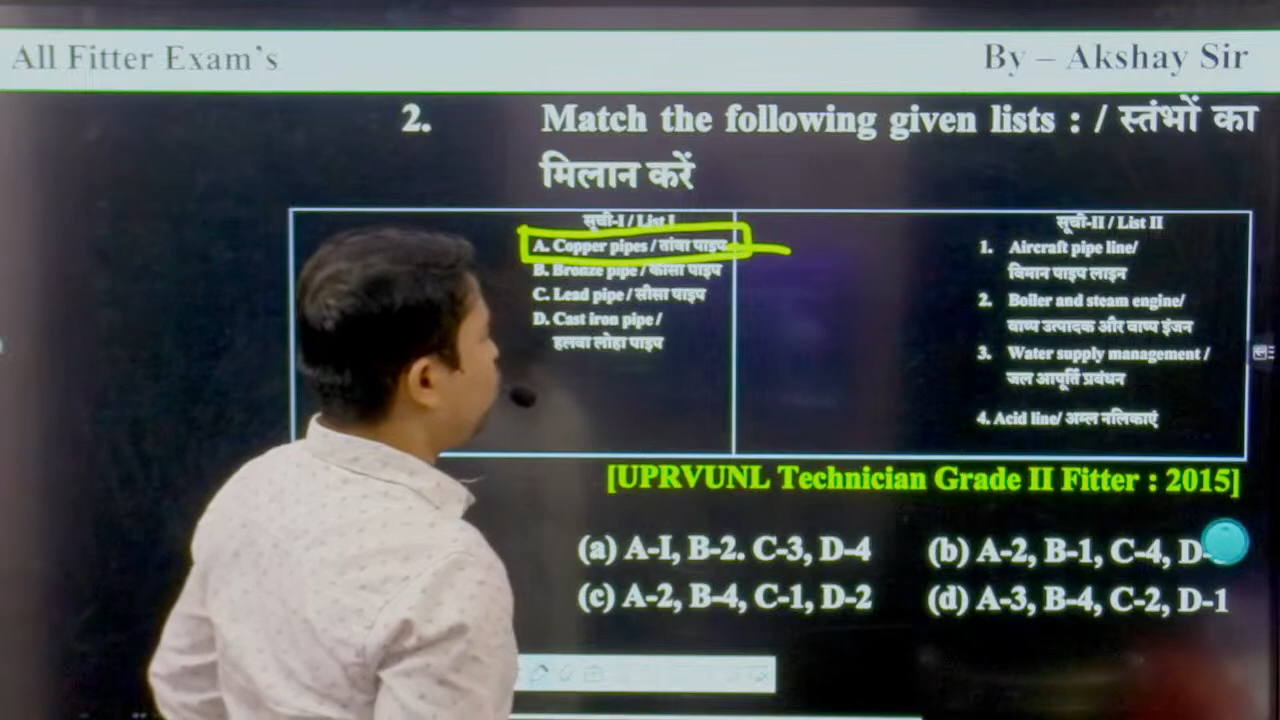 All Fitter Exam's
By – Akshay Sir
2. Match the following given lists : / स्तंभों का
मिलान करें
सूची-I / List I
A. Copper pipes / तांबा पाइप
B. Bronze pipe / कांसा पाइप
C. Lead pipe / सीसा पाइप
D. Cast iron pipe /
ढलवा लोहा पाइप
सूची-II / List II
1. Aircraft pipe line/
विमान पाइप लाइन
2. Boiler and steam engine/
वाष्प उत्पादक और वाष्प इंजन
3. Water supply management /
जल आपूर्ति प्रबंधन
4. Acid line/ अम्ल नलिकाएं
[UPRVUNL Technician Grade II Fitter : 2015]
(a) A-I, B-2. C-3, D-4
(b) A-2, B-1, C-4, D-
(c) A-2, B-4, C-1, D-2
(d) A-3, B-4, C-2, D-1